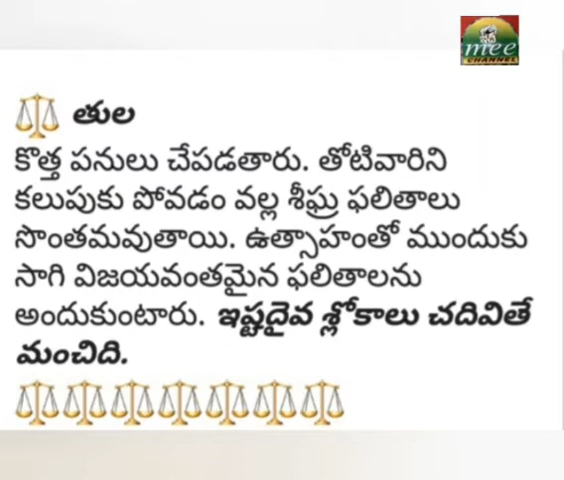 mee
CHANNEL
⚖️ తుల
కొత్త పనులు చేపడతారు. తోటివారిని
కలుపుకు పోవడం వల్ల శీఘ్ర ఫలితాలు
సొంతమవుతాయి. ఉత్సాహంతో ముందుకు
సాగి విజయవంతమైన ఫలితాలను
అందుకుంటారు. ఇష్టదైవ శ్లోకాలు చదివితే
మంచిది.